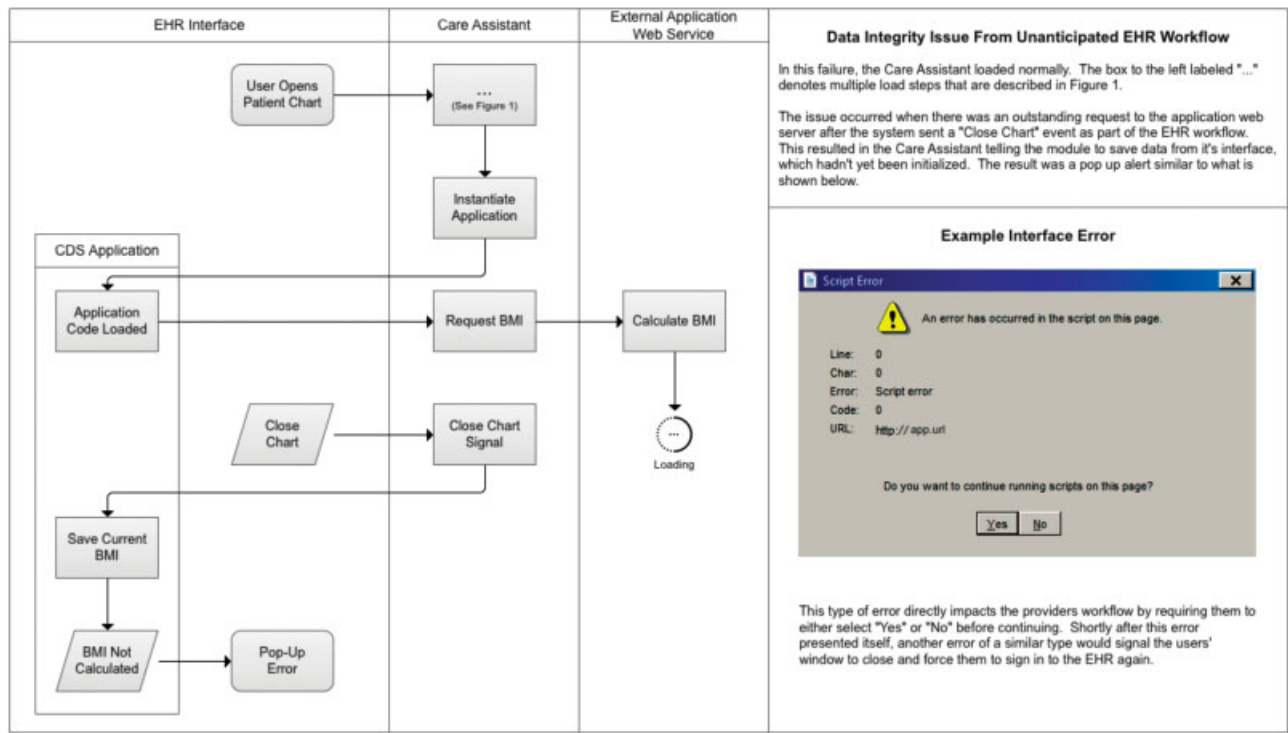 EHR Interface
Care Assistant
External Application
Web Service
User Opens
Patient Chart
...
(See Figure 1)
Instantiate
Application
CDS Application
Application
Code Loaded
Request BMI
Calculate BMI
Close
Chart
Close Chart
Signal
...
Loading
Save Current
BMI
BMI Not
Calculated
Pop-Up
Error
Data Integrity Issue From Unanticipated EHR Workflow
In this failure, the Care Assistant loaded normally. The box to the left labeled "..."
denotes multiple load steps that are described in Figure 1.
The issue occurred when there was an outstanding request to the application web
server after the system sent a "Close Chart" event as part of the EHR workflow.
This resulted in the Care Assistant telling the module to save data from it's interface,
which hadn't yet been initialized. The result was a pop up alert similar to what is
shown below.
Example Interface Error
Script Error
An error has occurred in the script on this page.
Line: 0
Char: 0
Error: Script error
Code: 0
URL: http://app.url
Do you want to continue running scripts on this page?
Yes No
This type of error directly impacts the providers workflow by requiring them to
either select "Yes" or "No" before continuing. Shortly after this error
presented itself, another error of a similar type would signal the users'
window to close and force them to sign in to the EHR again.